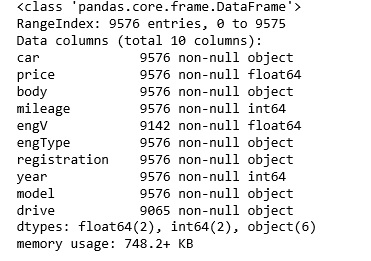 <class 'pandas.core.frame.DataFrame'>
RangeIndex: 9576 entries, 0 to 9575
Data columns (total 10 columns):
car             9576 non-null object
price           9576 non-null float64
body            9576 non-null object
mileage         9576 non-null int64
engV            9142 non-null float64
engType         9576 non-null object
registration    9576 non-null object
year            9576 non-null int64
model           9576 non-null object
drive           9065 non-null object
dtypes: float64(2), int64(2), object(6)
memory usage: 748.2+ KB